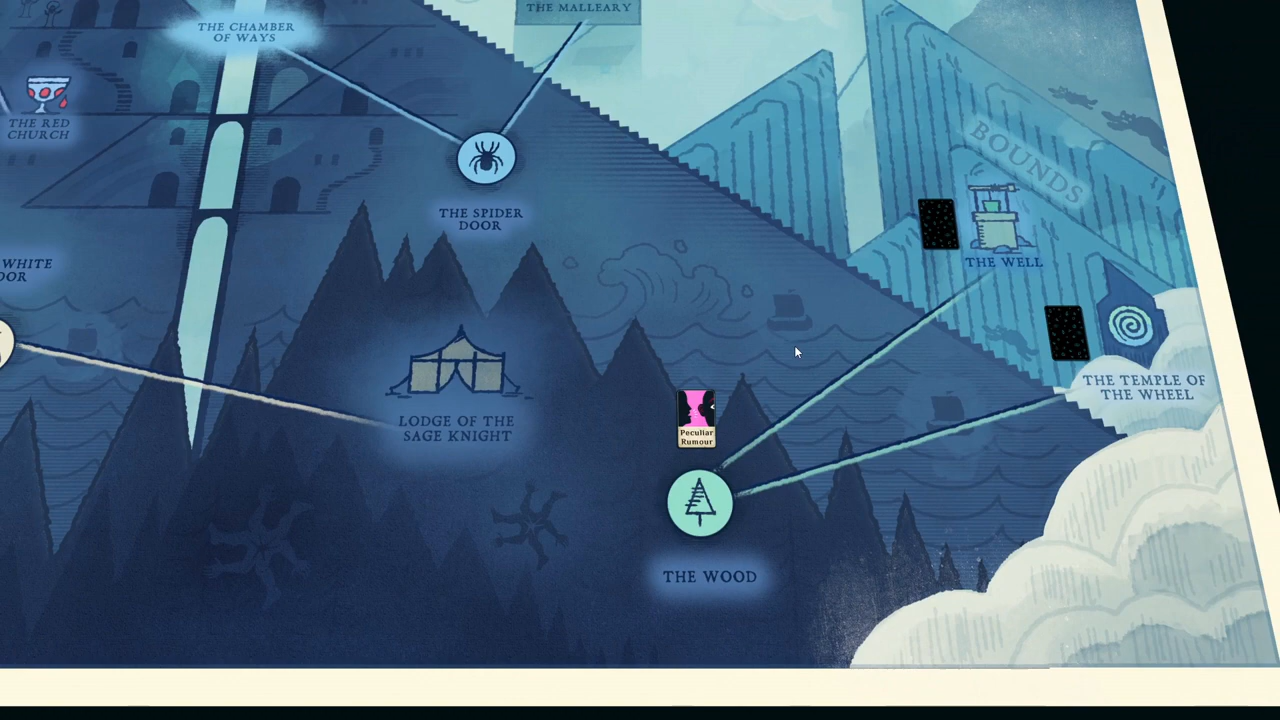 THE MALLEARY
THE CHAMBER
OF WAYS
THE RED
CHURCH
BOUNDS
THE SPIDER
DOOR
WHITE
THE WELL
THE TEMPLE OF
THE WHEEL
LODGE OF THE
SAGE KNIGHT
Peculiar
Rumour
THE WOOD